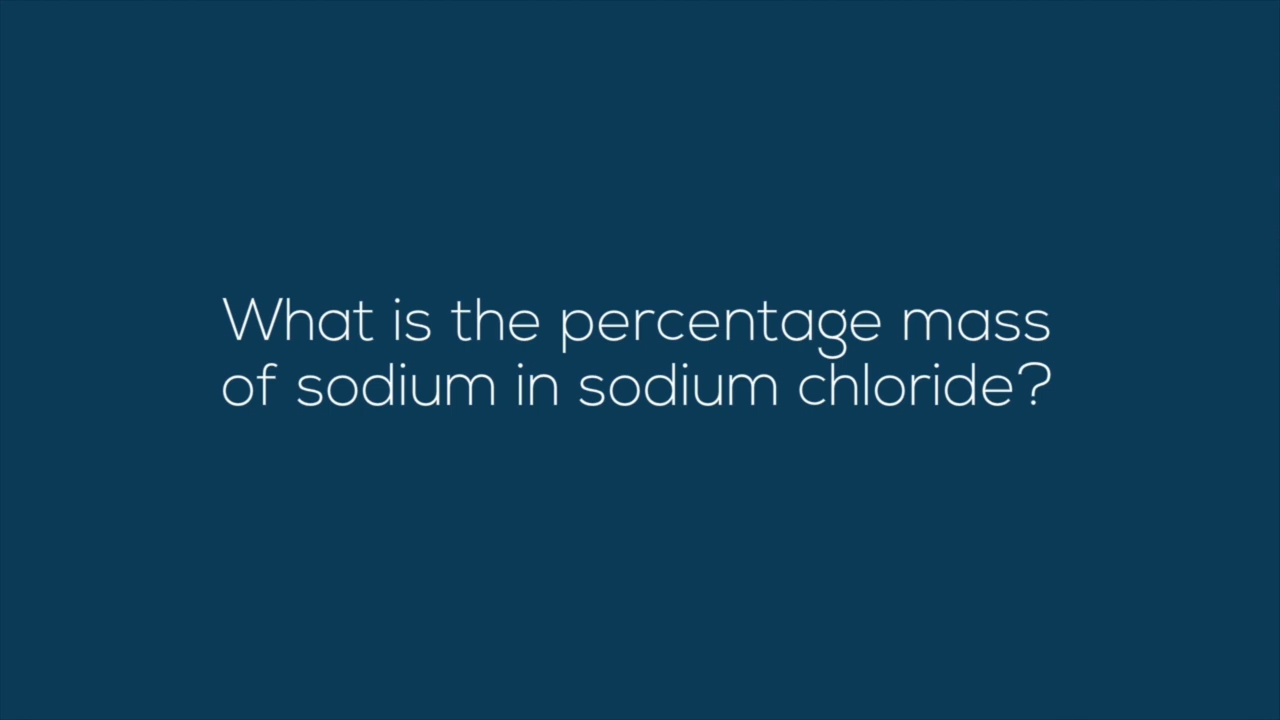 What is the percentage mass
of sodium in sodium chloride?